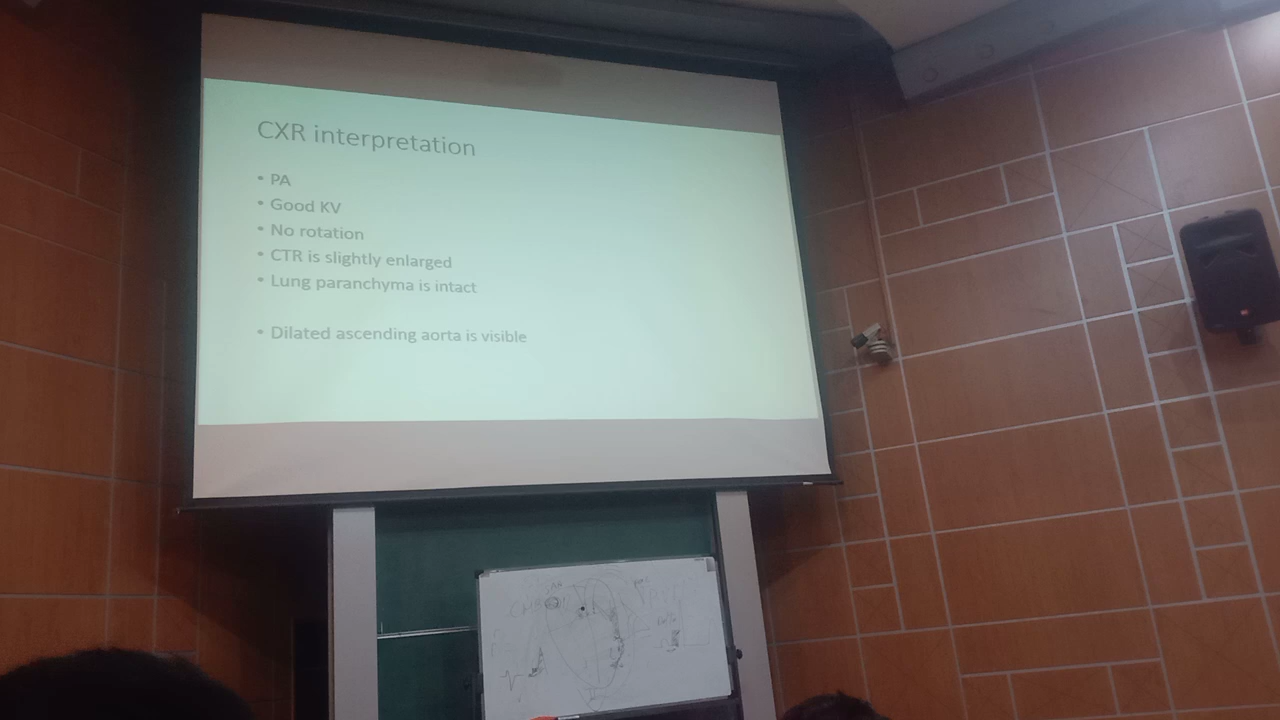 CXR interpretation
• PA
• Good KV
• No rotation
• CTR is slightly enlarged
• Lung paranchyma is intact
• Dilated ascending aorta is visible